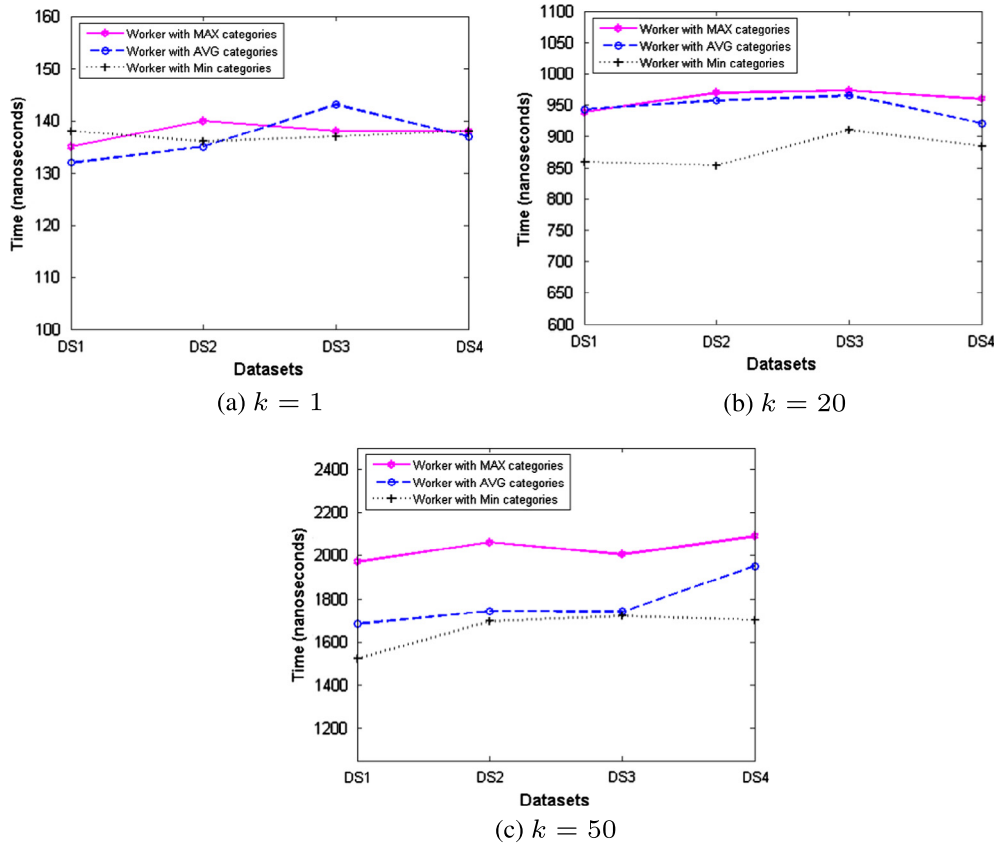 160
150
140
130
120
110
100
Time (nanoseconds)
Worker with MAX categories
Worker with AVG categories
Worker with Min categories
DS1 DS2 DS3 DS4
Datasets
(a) k = 1
1100
1050
1000
950
900
850
800
750
700
650
600
Time (nanoseconds)
Worker with MAX categories
Worker with AVG categories
Worker with Min categories
DS1 DS2 DS3 DS4
Datasets
(b) k = 20
2400
2200
2000
1800
1600
1400
1200
Time (nanoseconds)
Worker with MAX categories
Worker with AVG categories
Worker with Min categories
DS1 DS2 DS3 DS4
Datasets
(c) k = 50